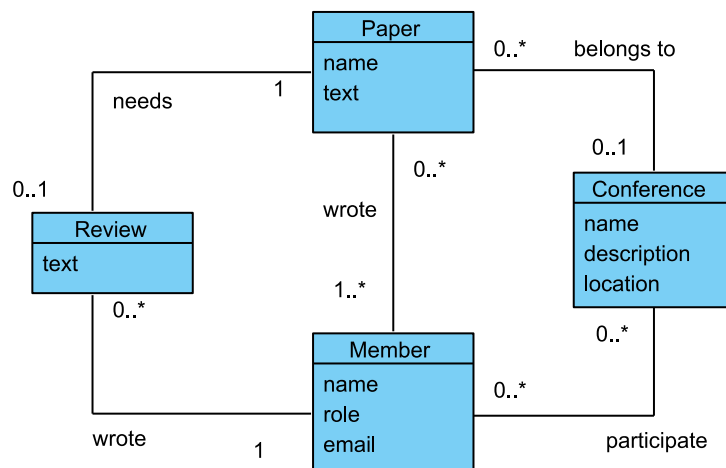 Paper
name
text
0..*
belongs to
needs
1
0..*
0..1
0..1
Conference
name
description
location
wrote
Review
text
0..*
1..*
0..*
Member
name
role
email
0..*
wrote
1
participate